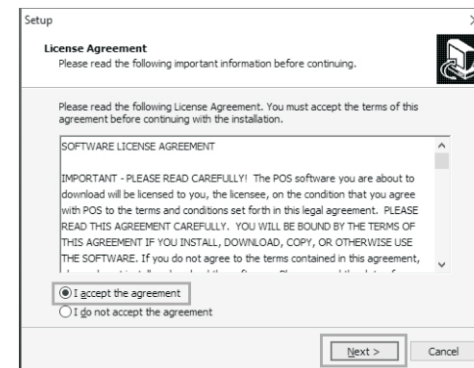 Setup
License Agreement
Please read the following important information before continuing.
Please read the following License Agreement. You must accept the terms of this
agreement before continuing with the installation.
SOFTWARE LICENSE AGREEMENT
IMPORTANT - PLEASE READ CAREFULLY! The POS software you are about to
download will be licensed to you, the licensee, on the condition that you agree
with POS to the terms and conditions set forth in this legal agreement. PLEASE
READ THIS AGREEMENT CAREFULLY. YOU WILL BE BOUND BY THE TERMS OF
THIS AGREEMENT IF YOU INSTALL, DOWNLOAD, COPY, OR OTHERWISE USE
THE SOFTWARE. If you do not agree to the terms contained in this agreement,
I accept the agreement
I do not accept the agreement
Next >
Cancel